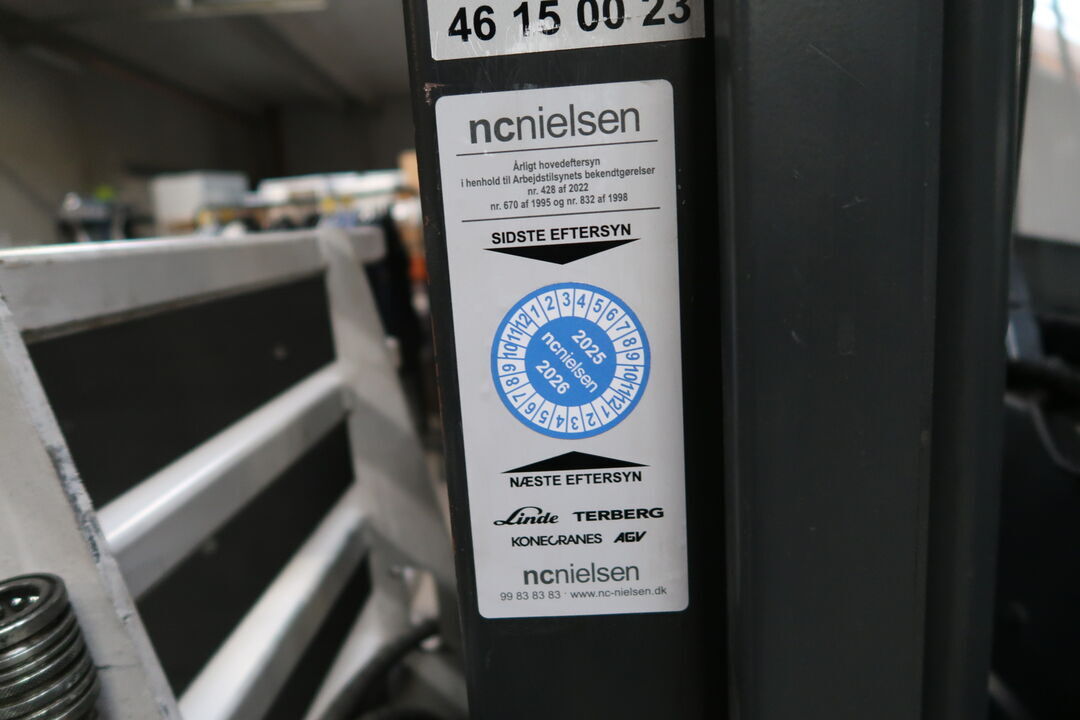 46 15 00 23
ncnielsen
Årligt hovedeftersyn
i henhold til Arbejdstilsynets bekendtgørelser
nr. 428 af 2022
nr. 670 af 1995 og nr. 832 af 1998
SIDSTE EFTERSYN
1 2 3 4 5 6 7 8 9 10 11 12
2025
ncnielsen
2026
1 2 3 4 5 6 7 8 9 10 11 12
NÆSTE EFTERSYN
Linde TERBERG
KONECRANES AGV
ncnielsen
99 83 83 83 · www.nc-nielsen.dk